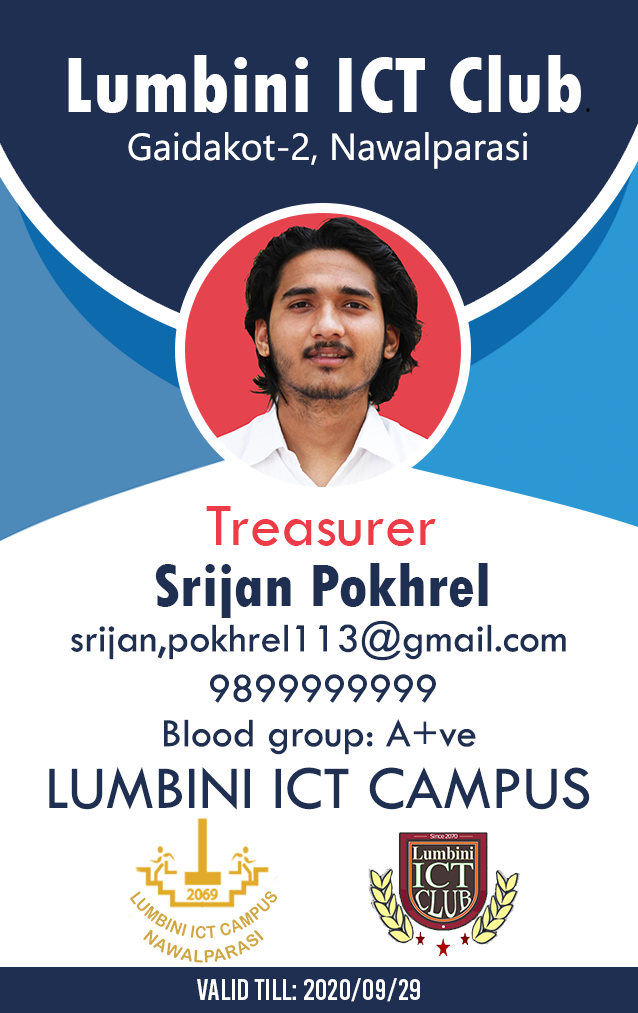 Lumbini ICT Club.
Gaidakot-2, Nawalparasi
Treasurer
Srijan Pokhrel
srijan,pokhrel113@gmail.com
9899999999
Blood group: A+ve
LUMBINI ICT CAMPUS
2069
LUMBINI ICT CAMPUS
NAWALPARASI
Since 2070
Lumbini
ICT
CLUB
VALID TILL: 2020/09/29